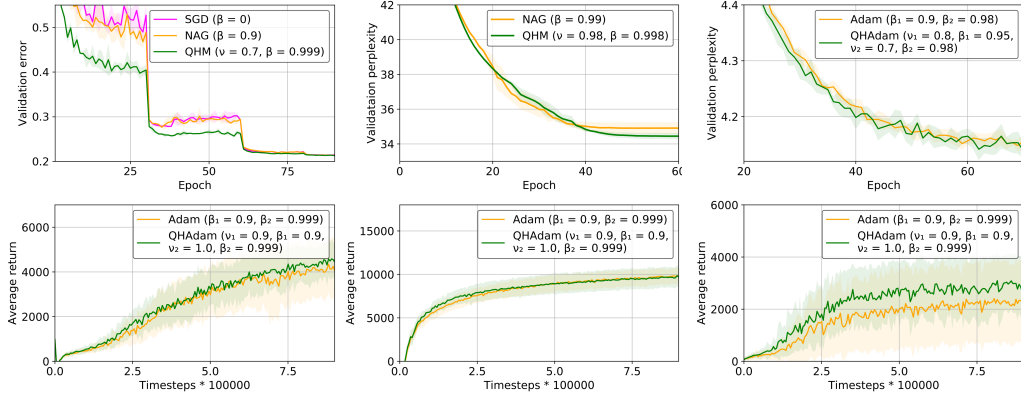 0.5
0.4
0.3
0.2
Validation error
25
50
75
Epoch
SGD (β = 0)
NAG (β = 0.9)
QHM (ν = 0.7, β = 0.999)
42
40
38
36
34
Validataion perplexity
0
20
40
60
Epoch
NAG (β = 0.99)
QHM (ν = 0.98, β = 0.998)
4.4
4.3
4.2
Validation perplexity
20
40
60
Epoch
Adam (β₁ = 0.9, β₂ = 0.98)
QHAdam (ν₁ = 0.8, β₁ = 0.95,
ν₂ = 0.7, β₂ = 0.98)
6000
4000
2000
0
Average return
0.0
2.5
5.0
7.5
Timesteps * 100000
Adam (β₁ = 0.9, β₂ = 0.999)
QHAdam (ν₁ = 0.9, β₁ = 0.9,
ν₂ = 1.0, β₂ = 0.999)
15000
10000
5000
0
Average return
0.0
2.5
5.0
7.5
Timesteps * 100000
Adam (β₁ = 0.9, β₂ = 0.999)
QHAdam (ν₁ = 0.9, β₁ = 0.9,
ν₂ = 1.0, β₂ = 0.999)
6000
4000
2000
0
Average return
0.0
2.5
5.0
7.5
Timesteps * 100000
Adam (β₁ = 0.9, β₂ = 0.999)
QHAdam (ν₁ = 0.9, β₁ = 0.9,
ν₂ = 1.0, β₂ = 0.999)